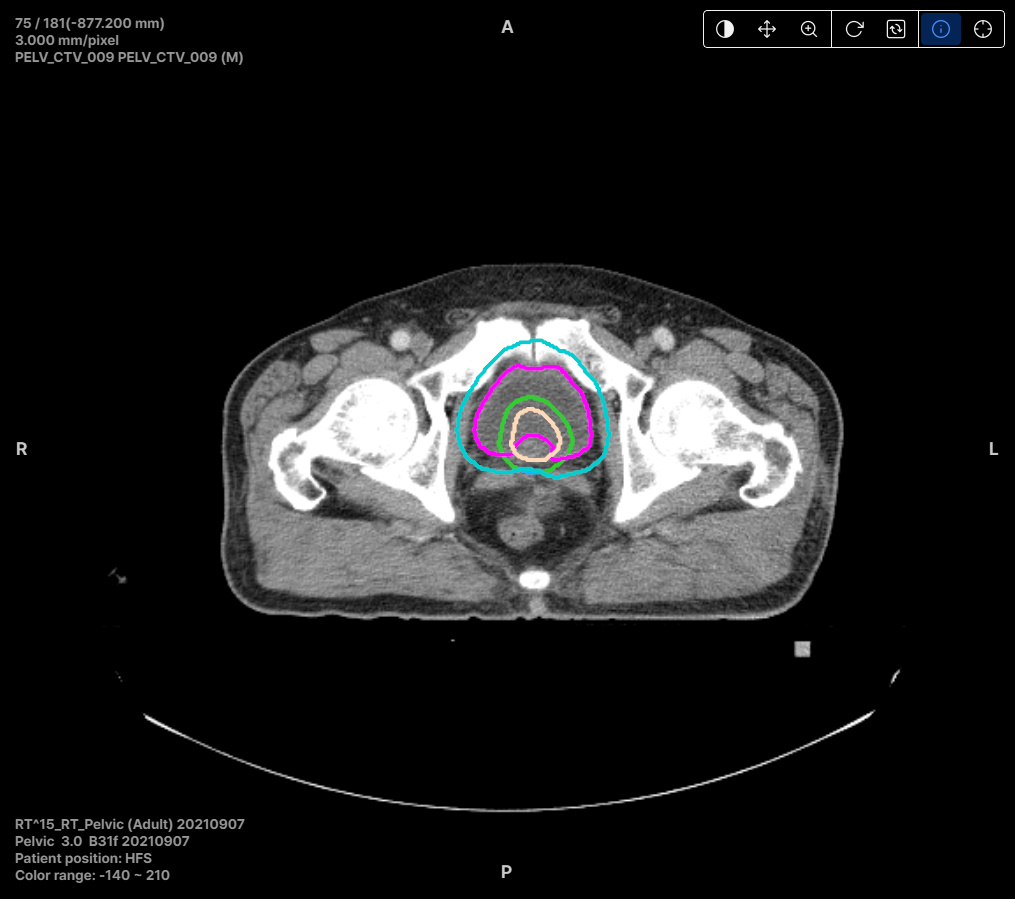 75 / 181(-877.200 mm)
3.000 mm/pixel
PELV_CTV_009 PELV_CTV_009 (M)
A
R
L
RT^15_RT_Pelvic (Adult) 20210907
Pelvic  3.0  B31f 20210907
Patient position: HFS
Color range: -140 ~ 210
P